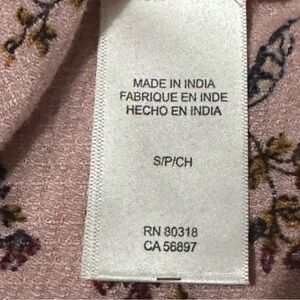 MADE IN INDIA
FABRIQUE EN INDE
HECHO EN INDIA
S/P/CH
RN 80318
CA 56897